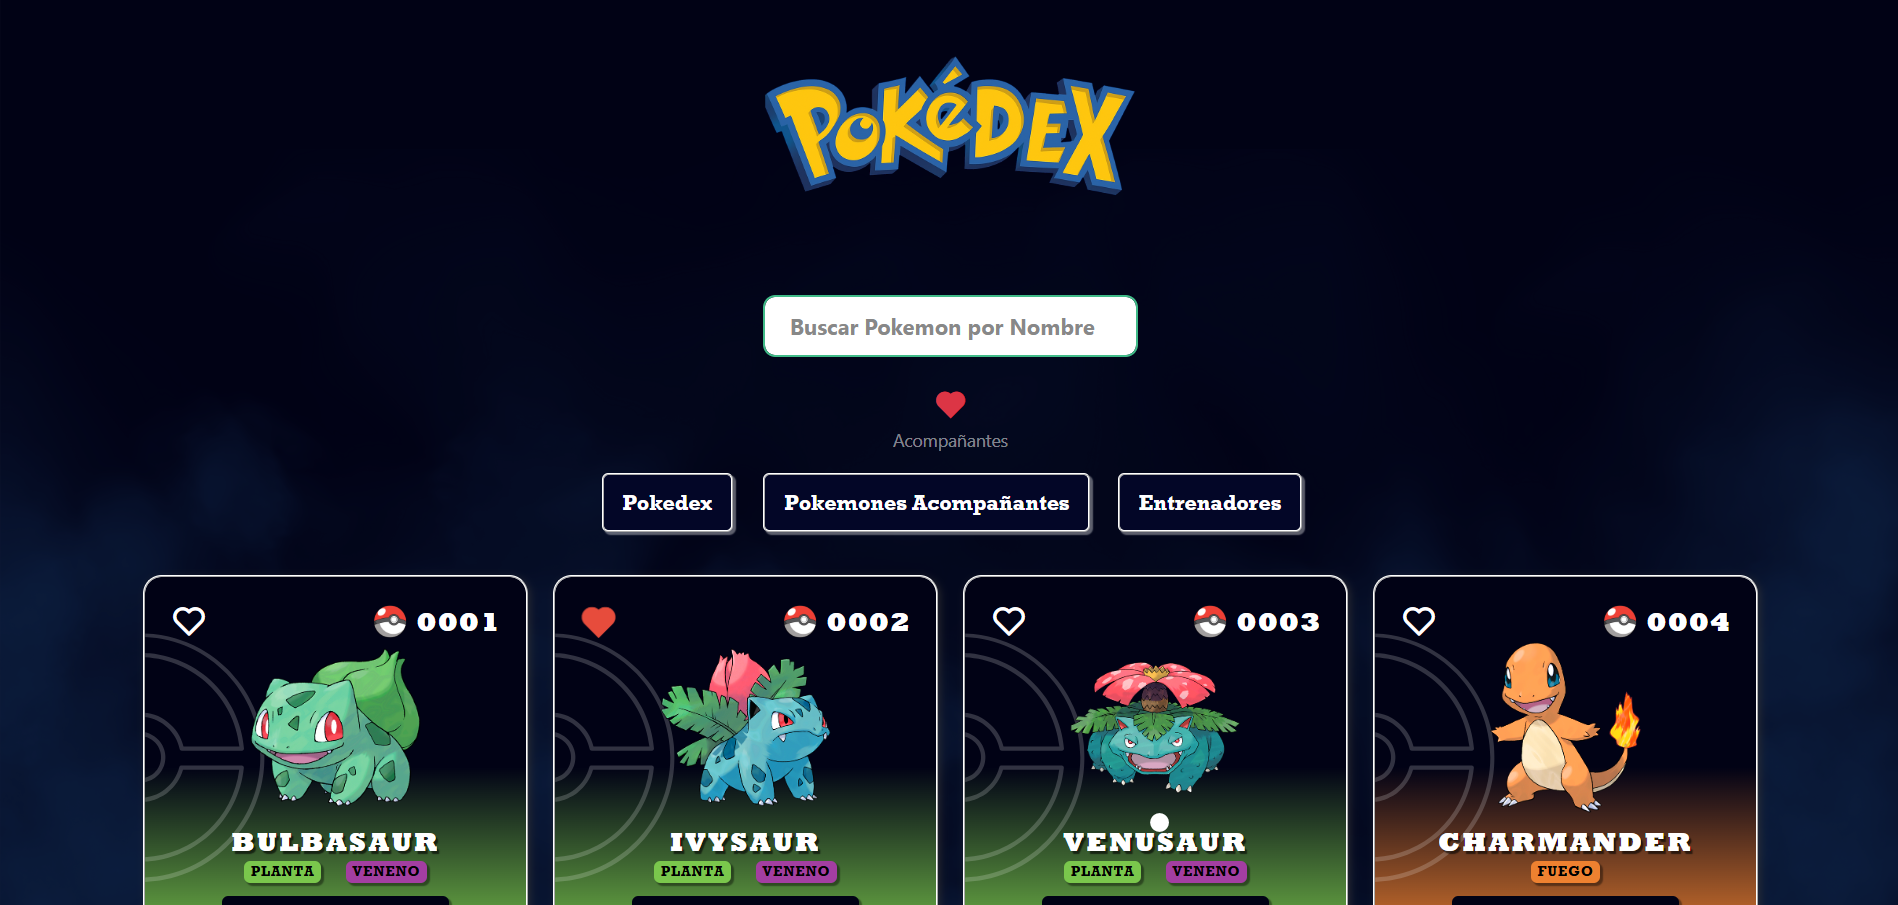 POKéDEX
Buscar Pokemon por Nombre
Acompañantes
Pokedex
Pokemones Acompañantes
Entrenadores
0001
BULBASAUR
PLANTA VENENO
0002
IVYSAUR
PLANTA VENENO
0003
VENUSAUR
PLANTA VENENO
0004
CHARMANDER
FUEGO